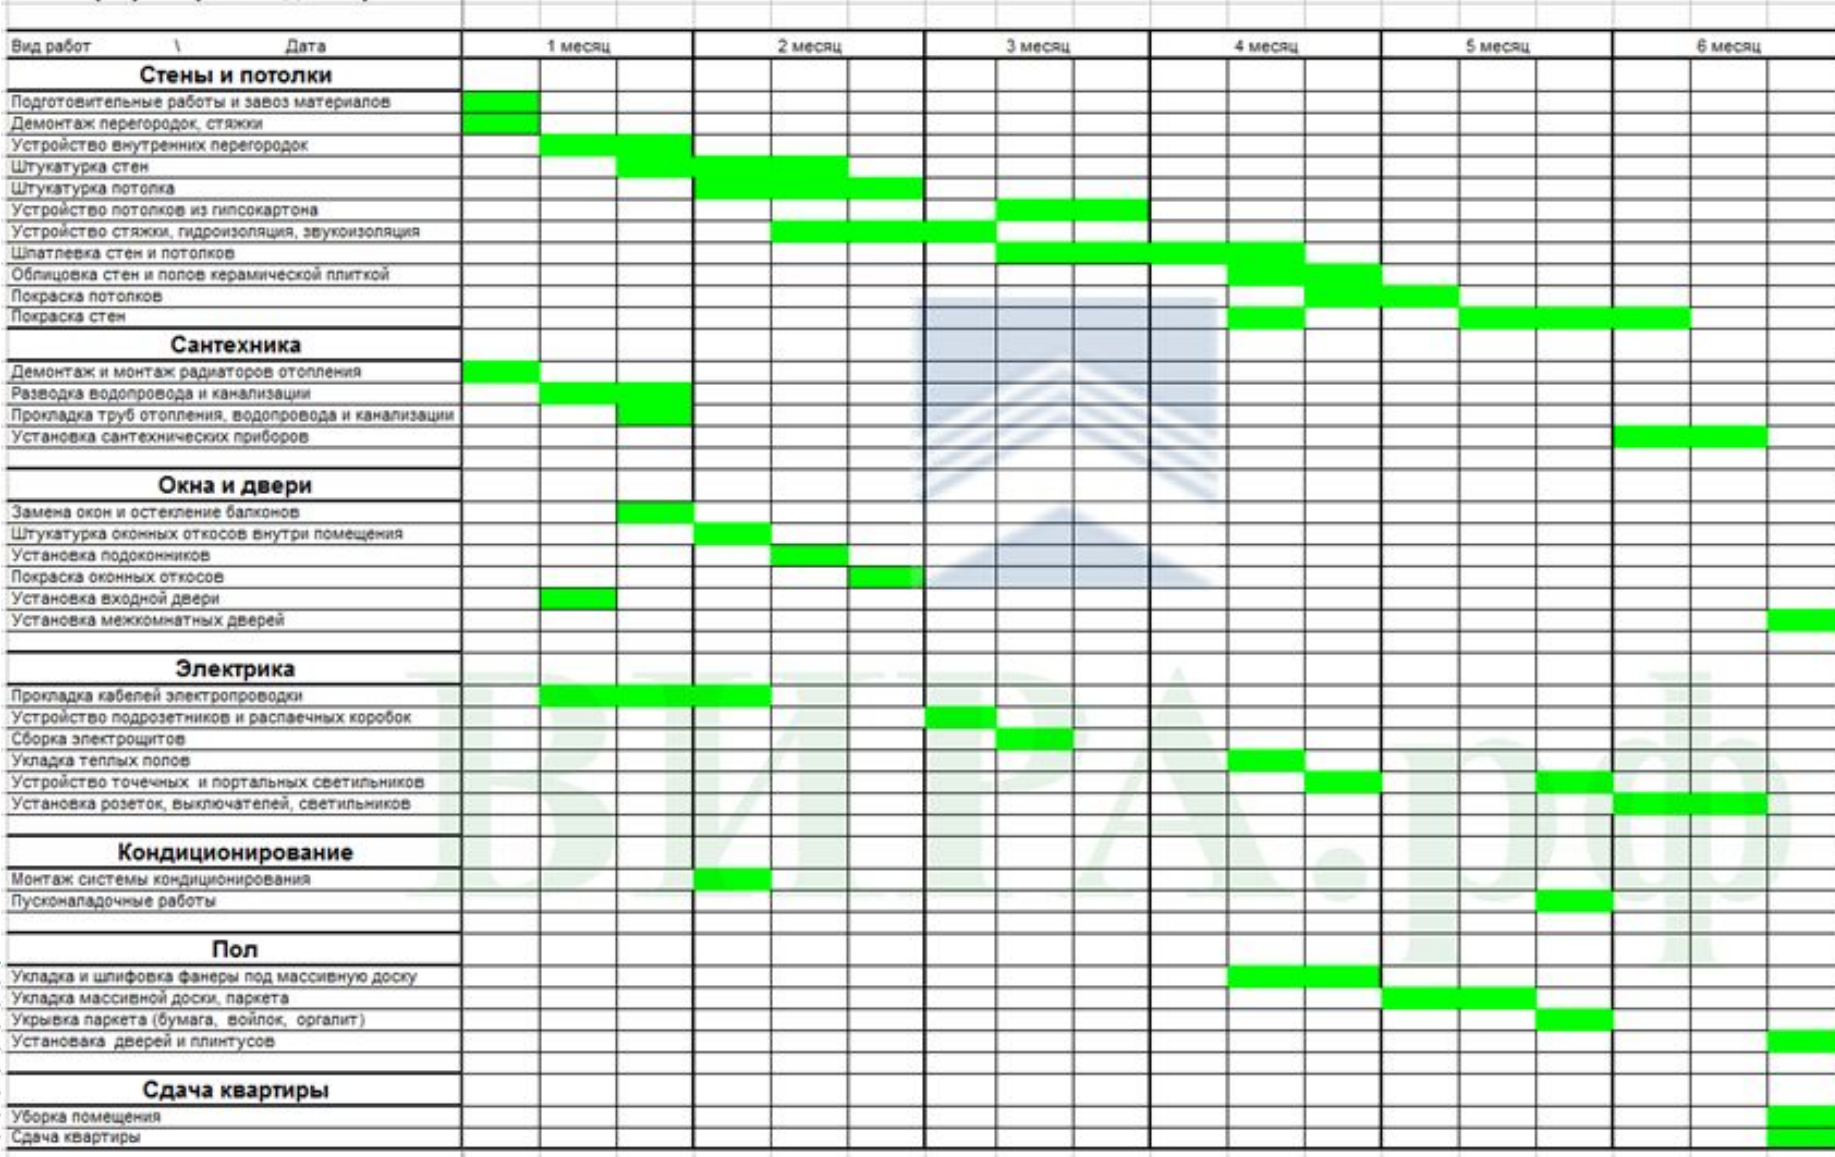 Вид работ \ Дата 1 месяц 2 месяц 3 месяц 4 месяц 5 месяц 6 месяц
Стены и потолки
Подготовительные работы и завоз материалов
Демонтаж перегородок, стяжки
Устройство внутренних перегородок
Штукатурка стен
Штукатурка потолка
Устройство потолков из гипсокартона
Устройство стяжки, гидроизоляция, звукоизоляция
Шпатлевка стен и потолков
Облицовка стен и полов керамической плиткой
Покраска потолков
Покраска стен
Сантехника
Демонтаж и монтаж радиаторов отопления
Разводка водопровода и канализации
Прокладка труб отопления, водопровода и канализации
Установка сантехнических приборов
Окна и двери
Замена окон и остекление балконов
Штукатурка оконных откосов внутри помещения
Установка подоконников
Покраска оконных откосов
Установка входной двери
Установка межкомнатных дверей
Электрика
Прокладка кабелей электропроводки
Устройство подрозетников и распаечных коробок
Сборка электрощитов
Укладка теплых полов
Устройство точечных и портальных светильников
Установка розеток, выключателей, светильников
ВИРА.рф
Кондиционирование
Монтаж системы кондиционирования
Пусконаладочные работы
Пол
Укладка и шлифовка фанеры под массивную доску
Укладка массивной доски, паркета
Укрывка паркета (бумага, войлок, оргалит)
Установака дверей и плинтусов
Сдача квартиры
Уборка помещения
Сдача квартиры